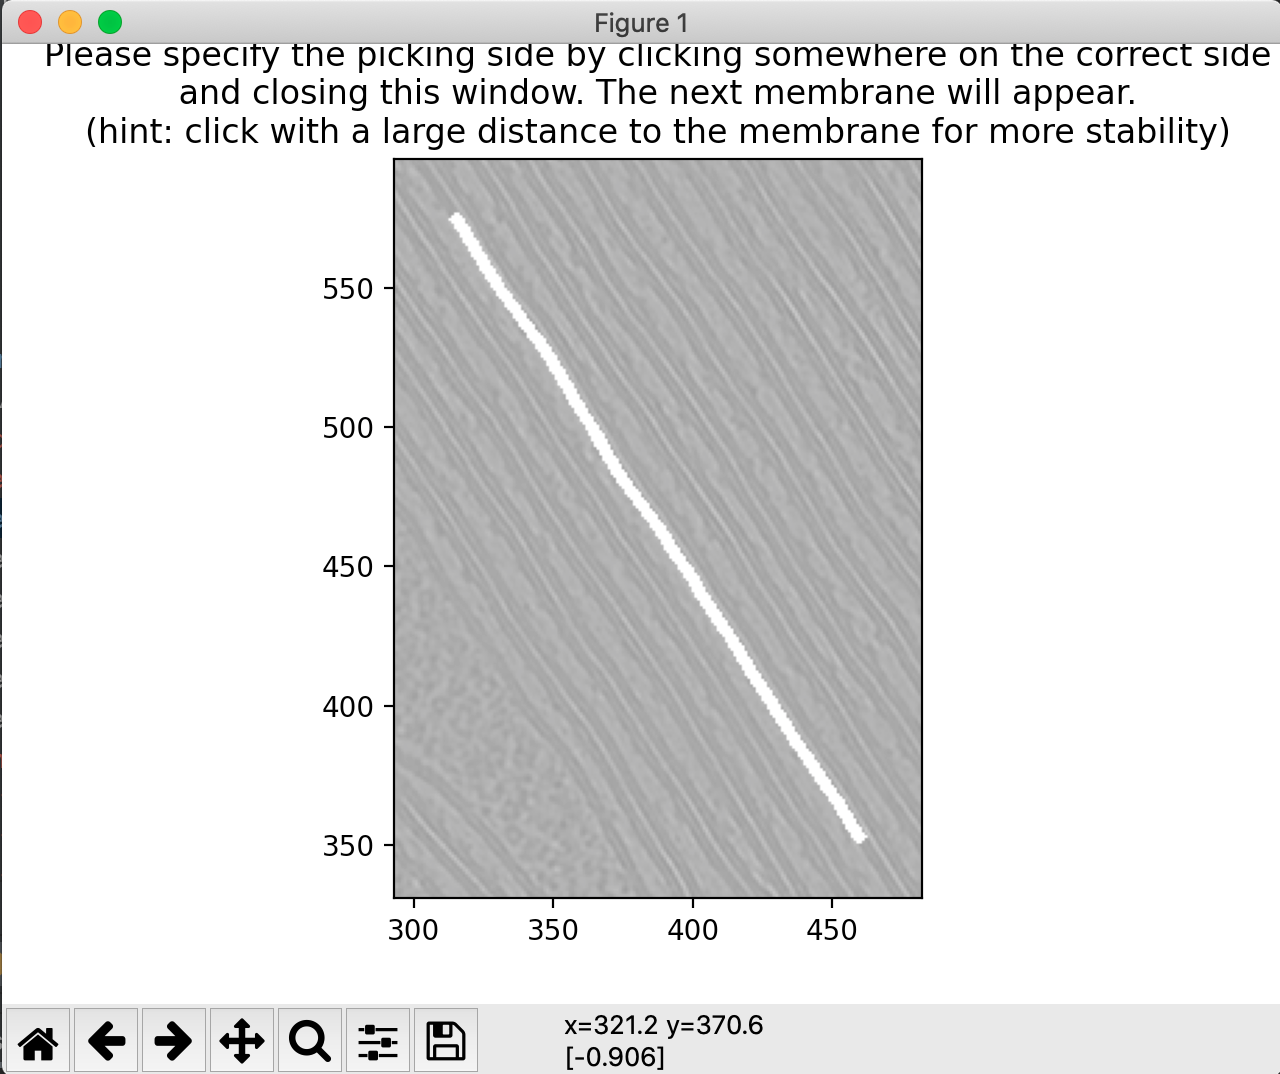 Figure 1
Please specify the picking side by clicking somewhere on the correct side
and closing this window. The next membrane will appear.
(hint: click with a large distance to the membrane for more stability)
550
500
450
400
350
300 350 400 450
x=321.2 y=370.6
[-0.906]